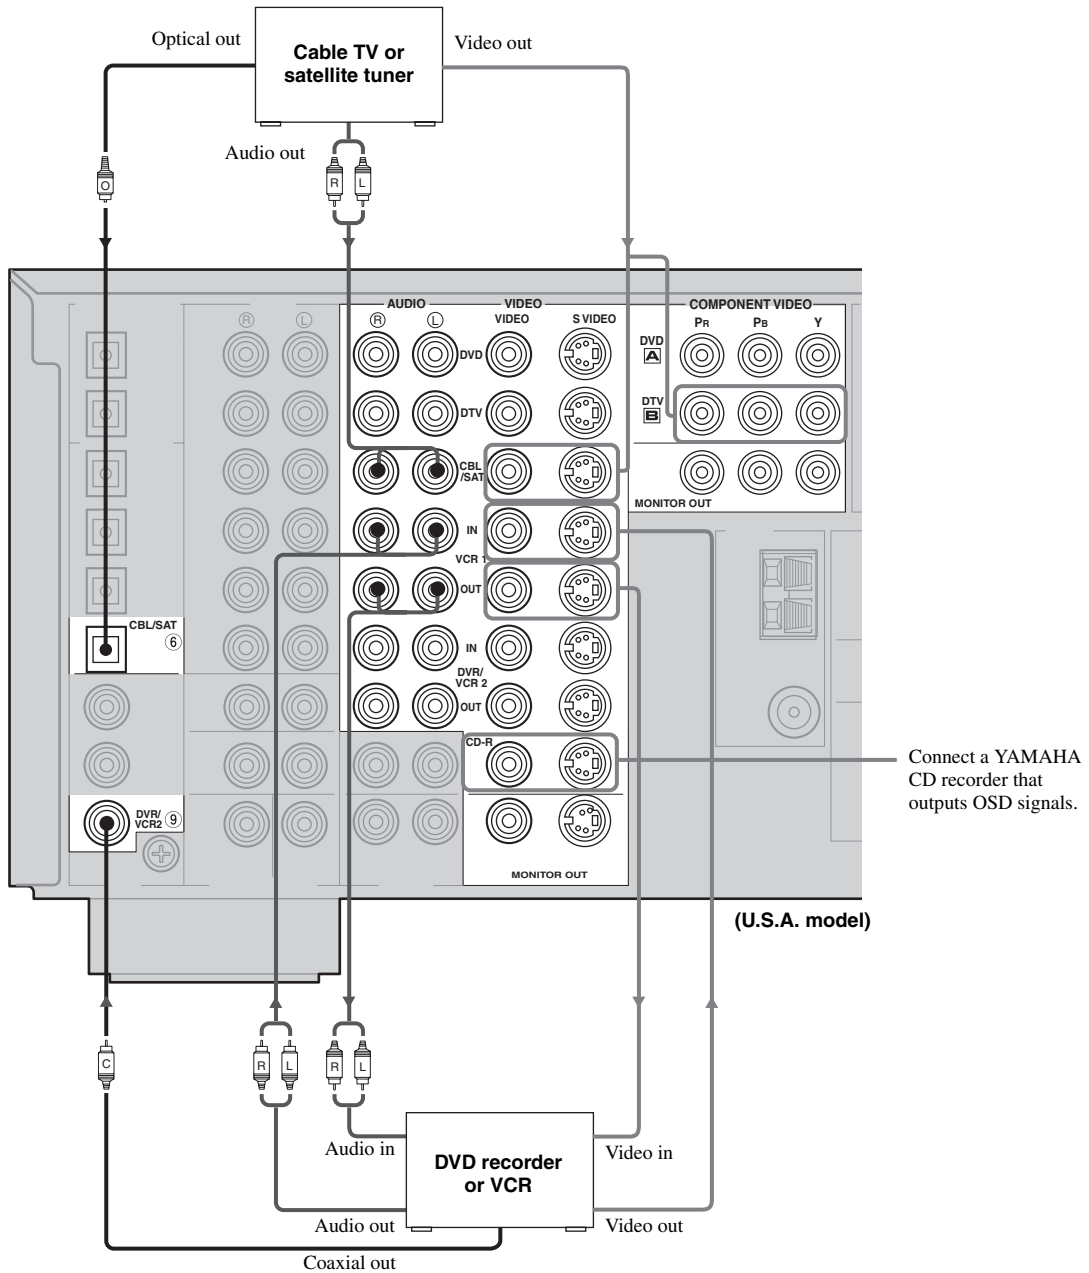 Optical out
Cable TV or
satellite tuner
Video out
Audio out
O
R L
AUDIO
VIDEO
COMPONENT VIDEO
R L
R L
VIDEO
S VIDEO
PR PB Y
DVD
DVD
A
DTV
DTV
B
CBL
/SAT
MONITOR OUT
IN
VCR 1
OUT
CBL/SAT
6
IN
DVR/
VCR 2
OUT
CD-R
Connect a YAMAHA
CD recorder that
outputs OSD signals.
DVR/
VCR2 9
MONITOR OUT
(U.S.A. model)
C
R L
R L
Audio in
DVD recorder
or VCR
Video in
Audio out
Video out
Coaxial out